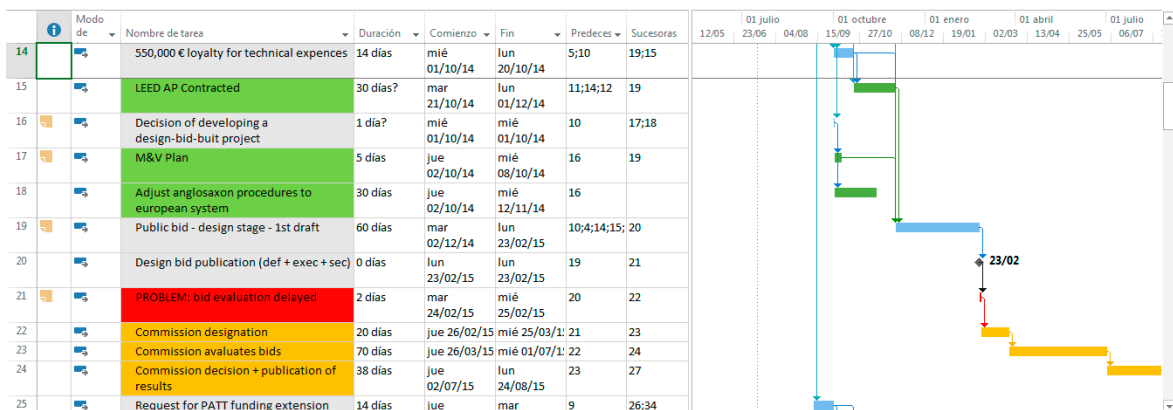 Modo
de
Nombre de tarea
Duración
Comienzo
Fin
Predeces
Sucesoras
01 julio
01 octubre
01 enero
01 abril
01 julio
12/05
23/06
04/08
15/09
27/10
08/12
19/01
02/03
13/04
25/05
06/07
14
550,000 € loyalty for technical expences
14 días
mié
01/10/14
lun
20/10/14
5;10
19;15
15
LEED AP Contracted
30 días?
mar
21/10/14
lun
01/12/14
11;14;12
19
16
Decision of developing a
design-bid-buit project
1 día?
mié
01/10/14
mié
01/10/14
10
17;18
17
M&V Plan
5 días
jue
02/10/14
mié
08/10/14
16
19
18
Adjust anglosaxon procedures to
european system
30 días
jue
02/10/14
mié
12/11/14
16
19
Public bid - design stage - 1st draft
60 días
mar
02/12/14
lun
23/02/15
10;4;14;15;
20
20
Design bid publication (def + exec + sec)
0 días
lun
23/02/15
lun
23/02/15
19
21
23/02
21
PROBLEM: bid evaluation delayed
2 días
mar
24/02/15
mié
25/02/15
20
22
22
Commission designation
20 días
jue 26/02/15
mié 25/03/1
21
23
23
Commission avaluates bids
70 días
jue 26/03/15
mié 01/07/1
22
24
24
Commission decision + publication of
results
38 días
jue
02/07/15
lun
24/08/15
23
27
25
Request for PATT funding extension
14 días
jue
mar
9
26;34